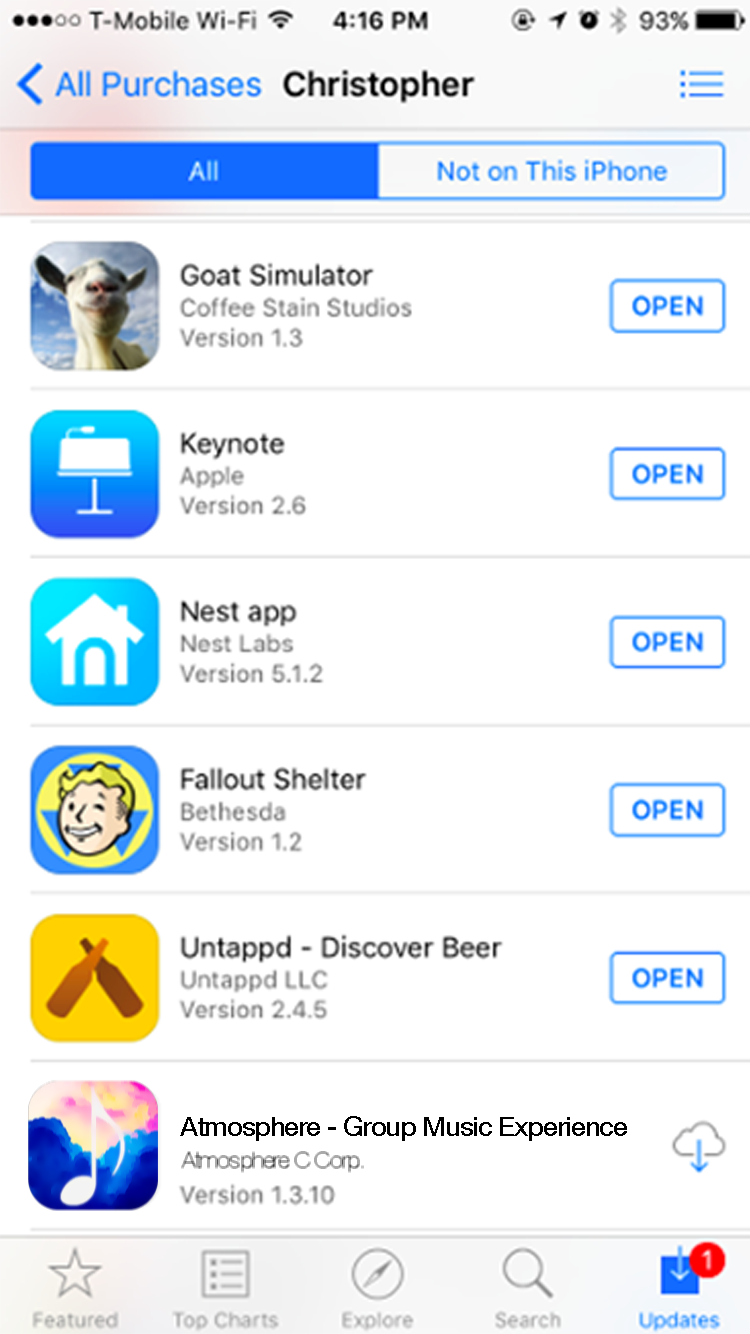 T-Mobile Wi-Fi 4:16 PM 93%
All Purchases Christopher
All Not on This iPhone
Goat Simulator
Coffee Stain Studios
Version 1.3
OPEN
Keynote
Apple
Version 2.6
OPEN
Nest app
Nest Labs
Version 5.1.2
OPEN
Fallout Shelter
Bethesda
Version 1.2
OPEN
Untappd - Discover Beer
Untappd LLC
Version 2.4.5
OPEN
Atmosphere - Group Music Experience
Atmosphere C Corp.
Version 1.3.10
1
Featured Top Charts Explore Search Updates